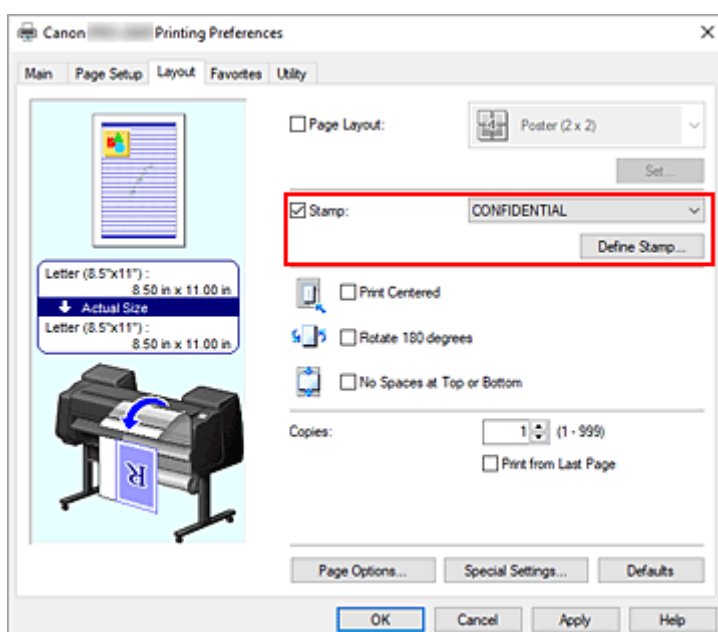 Canon Printing Preferences
Main Page Setup Layout Favorites Utility
Page Layout: Poster (2 x 2)
Set...
Stamp: CONFIDENTIAL
Define Stamp...
Letter (8.5"x11") :
8.50 in x 11.00 in
Actual Size
Letter (8.5"x11") :
8.50 in x 11.00 in
Print Centered
Rotate 180 degrees
No Spaces at Top or Bottom
Copies: 1 (1 - 999)
Print from Last Page
R
Page Options... Special Settings... Defaults
OK Cancel Apply Help